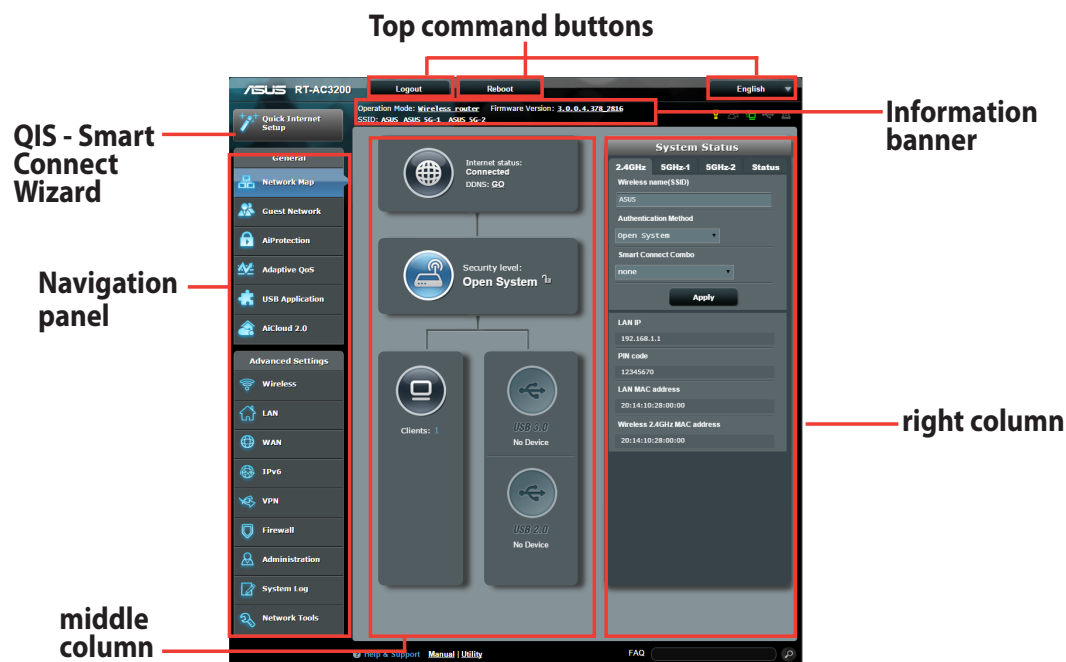 Top command buttons
ASUS RT-AC3200
Logout
Reboot
English
Operation Mode: Wireless router Firmware Version: 3.0.0.4.378_2816
SSID: ASUS ASUS 5G-1 ASUS 5G-2
Information
banner
QIS - Smart
Connect
Wizard
Quick Internet
Setup
General
Network Map
Guest Network
AiProtection
Adaptive QoS
USB Application
AiCloud 2.0
Navigation
panel
Advanced Settings
Wireless
LAN
WAN
IPv6
VPN
Firewall
Administration
System Log
Network Tools
Internet status:
Connected
DDNS: GO
Security level:
Open System
Clients: 1
USB 3.0
No Device
USB 2.0
No Device
System Status
2.4GHz 5GHz-1 5GHz-2 Status
Wireless name(SSID)
ASUS
Authentication Method
Open System
Smart Connect Combo
none
Apply
LAN IP
192.168.1.1
PIN code
12345670
LAN MAC address
20:14:10:28:00:00
Wireless 2.4GHz MAC address
20:14:10:28:00:00
right column
middle
column
Help & Support Manual | Utility
FAQ